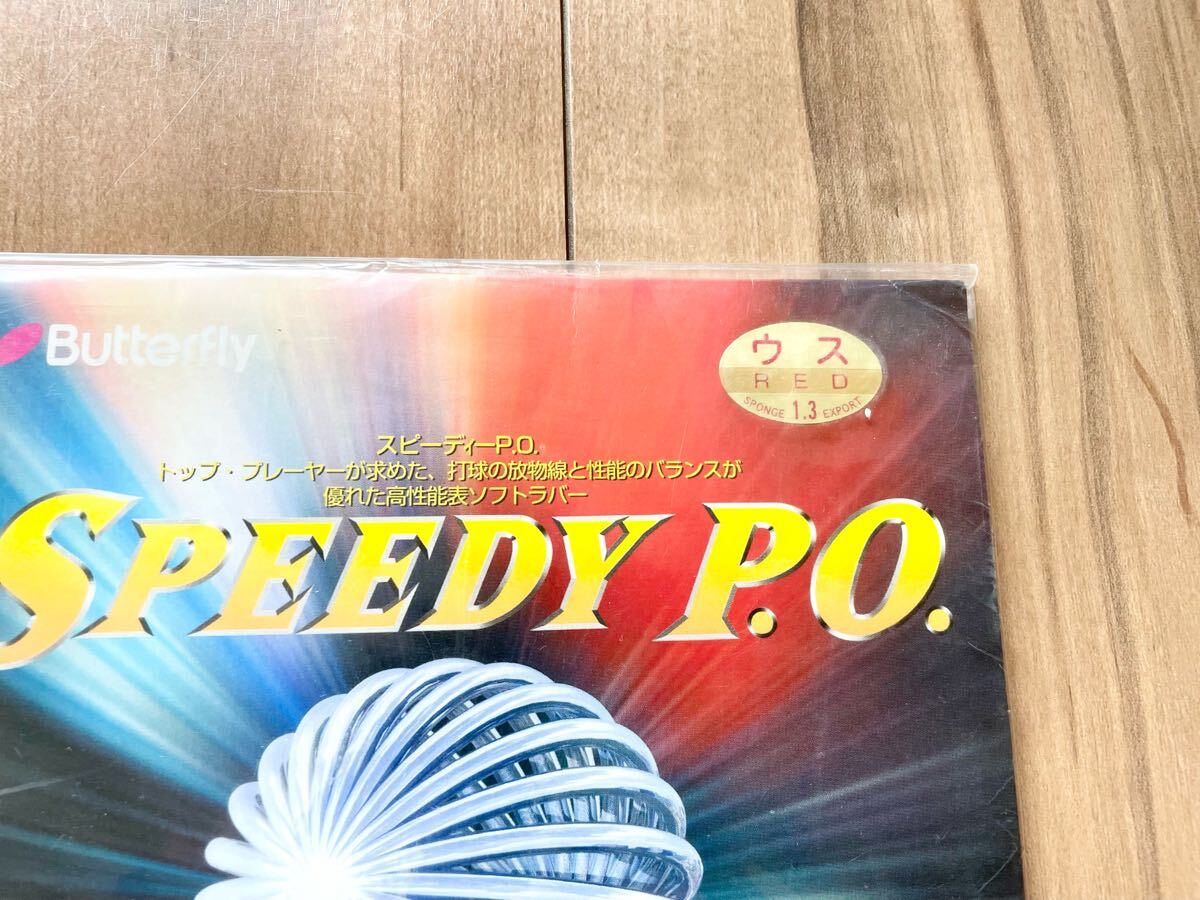 Butterfly
ウス
RED
SPONGE 1.3 EXPORT
スピーディーP.O.
トップ・プレーヤーが求めた、打球の放物線と性能のバランスが
優れた高性能表ソフトラバー
SPEEDY P.O.